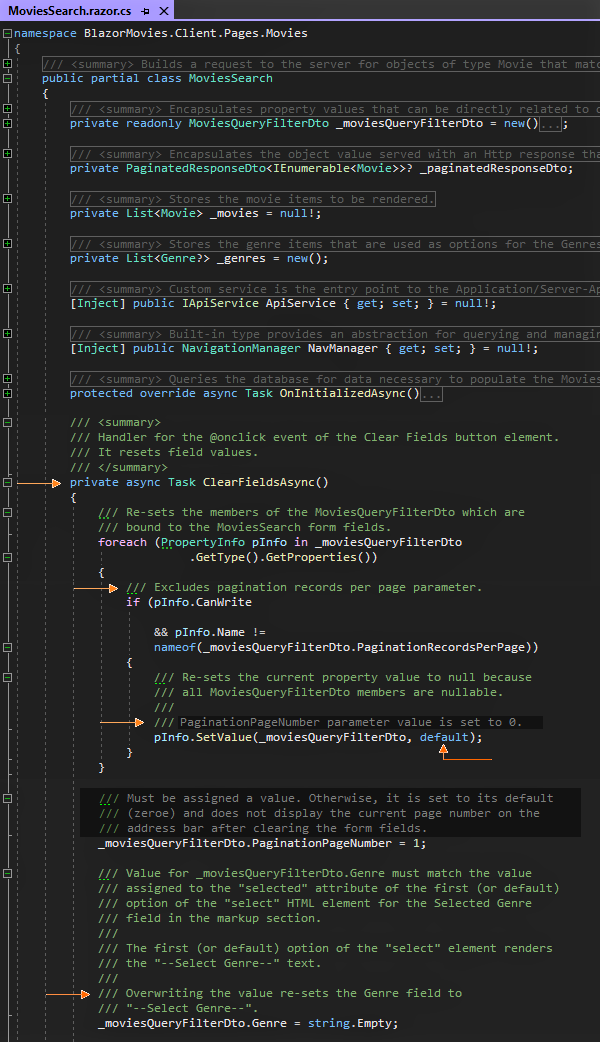 MoviesSearch.razor.cs
namespace BlazorMovies.Client.Pages.Movies
{
/// <summary> Builds a request to the server for objects of type Movie that
public partial class MoviesSearch
{
/// <summary> Encapsulates property values that can be directly related to
private readonly MoviesQueryFilterDto _moviesQueryFilterDto = new()...;
/// <summary> Encapsulates the object value served with an Http response
private PaginatedResponseDto<IEnumerable<Movie>>? _paginatedResponseDto;
/// <summary> Stores the movie items to be rendered.
private List<Movie> _movies = null!;
/// <summary> Stores the genre items that are used as options for the Genres
private List<Genre?> _genres = new();
/// <summary> Custom service is the entry point to the Application/Server-Ap
[Inject] public IApiService ApiService { get; set; } = null!;
/// <summary> Built-in type provides an abstraction for querying and managin
[Inject] public NavigationManager NavManager { get; set; } = null!;
/// <summary> Queries the database for data necessary to populate the Movies
protected override async Task OnInitializedAsync()...
/// <summary>
/// Handler for the @onclick event of the Clear Fields button element.
/// It resets field values.
/// </summary>
private async Task ClearFieldsAsync()
{
/// Re-sets the members of the MoviesQueryFilterDto which are
/// bound to the MoviesSearch form fields.
foreach (PropertyInfo pInfo in _moviesQueryFilterDto
.GetType().GetProperties())
{
/// Excludes pagination records per page parameter.
if (pInfo.CanWrite
&& pInfo.Name !=
nameof(_moviesQueryFilterDto.PaginationRecordsPerPage))
{
/// Re-sets the current property value to null because
/// all MoviesQueryFilterDto members are nullable.
///
/// PaginationPageNumber parameter value is set to 0.
pInfo.SetValue(_moviesQueryFilterDto, default);
}
}
/// Must be assigned a value. Otherwise, it is set to its default
/// (zeroe) and does not display the current page number on the
/// address bar after clearing the form fields.
_moviesQueryFilterDto.PaginationPageNumber = 1;
/// Value for _moviesQueryFilterDto.Genre must match the value
/// assigned to the "selected" attribute of the first (or default)
/// option of the "select" HTML element for the Selected Genre
/// field in the markup section.
///
/// The first (or default) option of the "select" element renders
/// the "--Select Genre--" text.
///
/// Overwriting the value re-sets the Genre field to
/// "--Select Genre--".
_moviesQueryFilterDto.Genre = string.Empty;